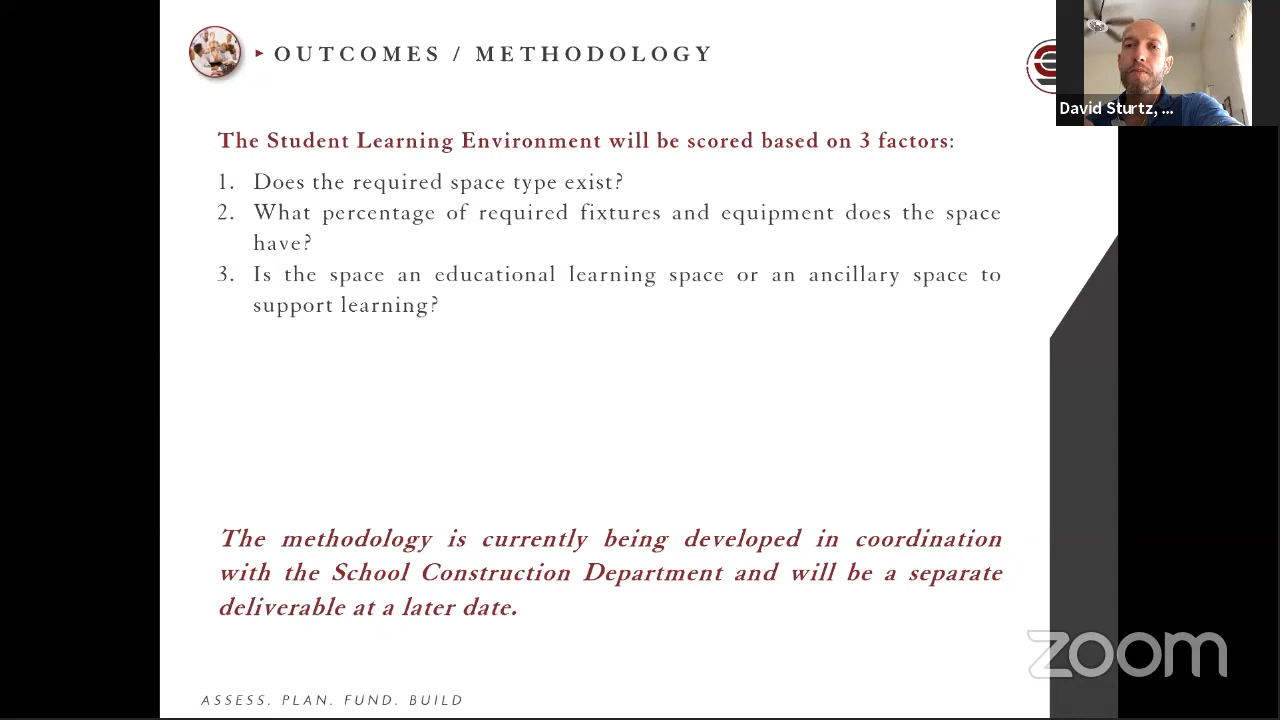 OUTCOMES / METHODOLOGY
David Sturtz, ...
The Student Learning Environment will be scored based on 3 factors:
1. Does the required space type exist?
2. What percentage of required fixtures and equipment does the space
have?
3. Is the space an educational learning space or an ancillary space to
support learning?
The methodology is currently being developed in coordination
with the School Construction Department and will be a separate
deliverable at a later date.
zoom
ASSESS. PLAN. FUND. BUILD